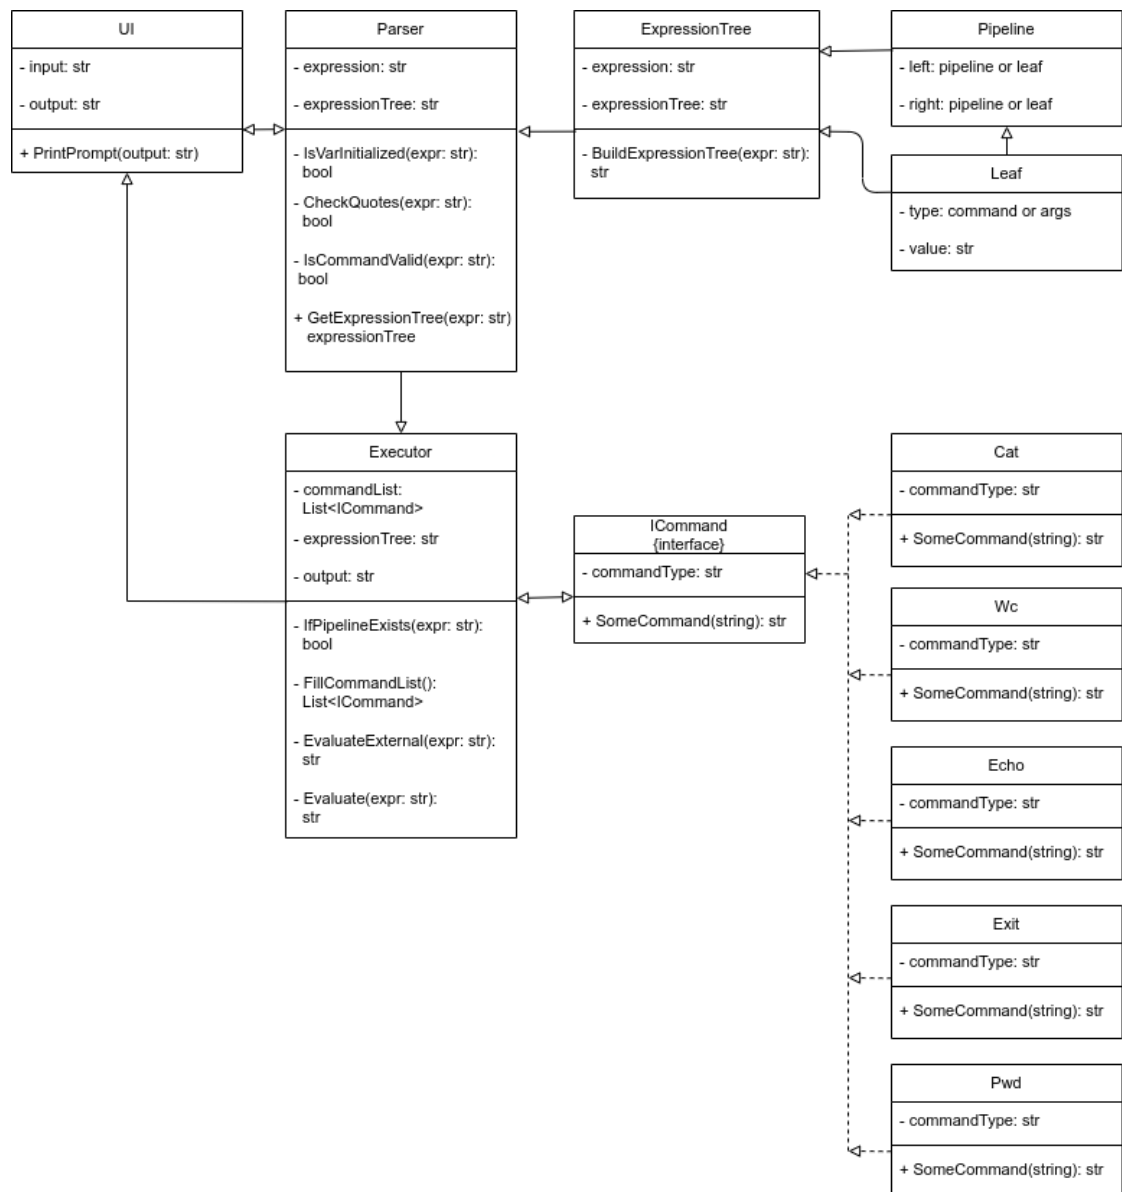 UI
- input: str
- output: str
+ PrintPrompt(output: str)
Parser
- expression: str
- expressionTree: str
- IsVarInitialized(expr: str):
bool
- CheckQuotes(expr: str):
bool
- IsCommandValid(expr: str):
bool
+ GetExpressionTree(expr: str)
expressionTree
ExpressionTree
- expression: str
- expressionTree: str
- BuildExpressionTree(expr: str):
str
Pipeline
- left: pipeline or leaf
- right: pipeline or leaf
Leaf
- type: command or args
- value: str
Executor
- commandList:
List<ICommand>
- expressionTree: str
- output: str
- IfPipelineExists(expr: str):
bool
- FillCommandList():
List<ICommand>
- EvaluateExternal(expr: str):
str
- Evaluate(expr: str):
str
ICommand
{interface}
- commandType: str
+ SomeCommand(string): str
Cat
- commandType: str
+ SomeCommand(string): str
Wc
- commandType: str
+ SomeCommand(string): str
Echo
- commandType: str
+ SomeCommand(string): str
Exit
- commandType: str
+ SomeCommand(string): str
Pwd
- commandType: str
+ SomeCommand(string): str